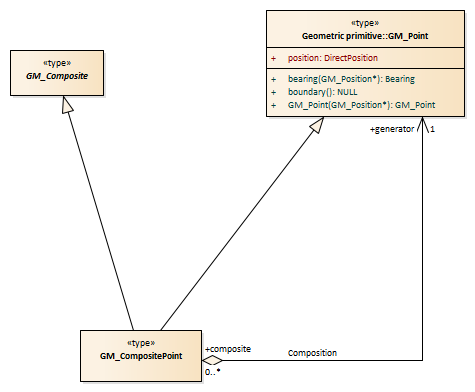 «type»
Geometric primitive::GM_Point
+ position: DirectPosition
+ bearing(GM_Position*): Bearing
+ boundary(): NULL
+ GM_Point(GM_Position*): GM_Point
«type»
GM_Composite
+generator 1
«type»
GM_CompositePoint
+composite
Composition
0..*